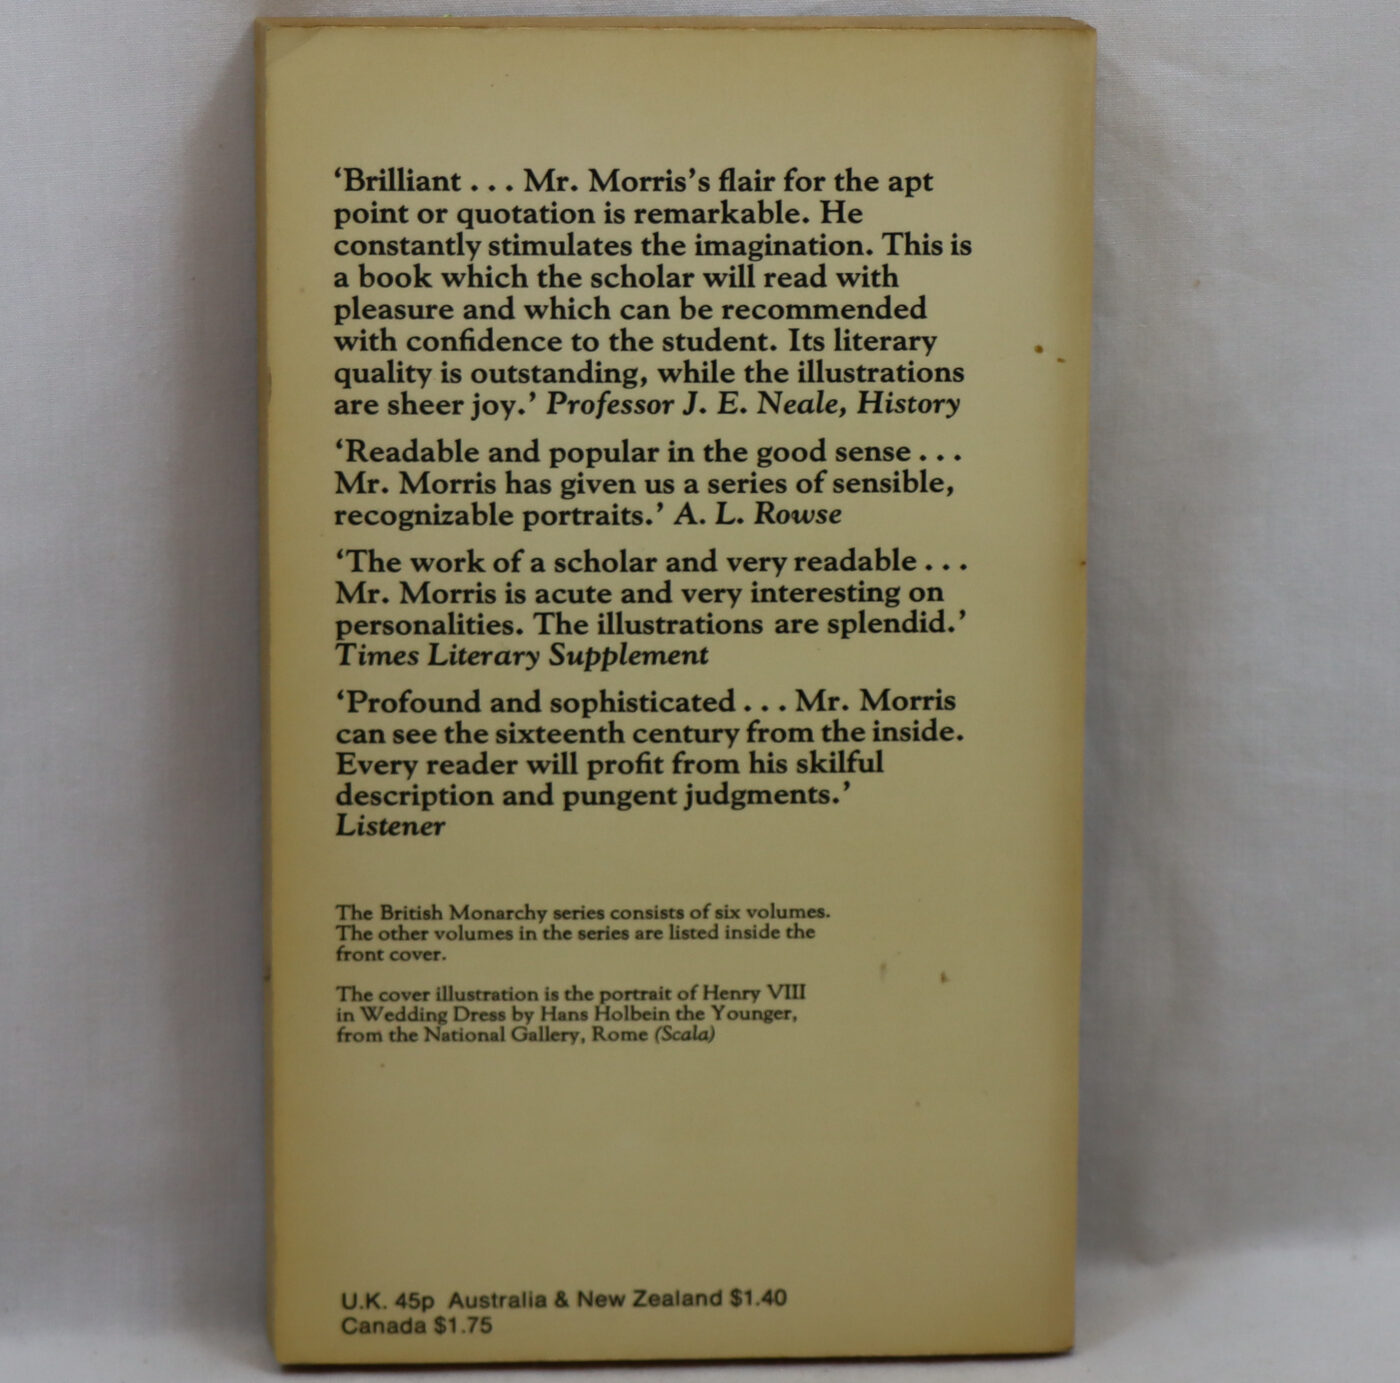 ‘Brilliant . . . Mr. Morris’s flair for the apt
point or quotation is remarkable. He
constantly stimulates the imagination. This is
a book which the scholar will read with
pleasure and which can be recommended
with confidence to the student. Its literary
quality is outstanding, while the illustrations
are sheer joy.’ Professor J. E. Neale, History
‘Readable and popular in the good sense . . .
Mr. Morris has given us a series of sensible,
recognizable portraits.’ A. L. Rowse
‘The work of a scholar and very readable . . .
Mr. Morris is acute and very interesting on
personalities. The illustrations are splendid.’
Times Literary Supplement
‘Profound and sophisticated . . . Mr. Morris
can see the sixteenth century from the inside.
Every reader will profit from his skilful
description and pungent judgments.’
Listener
The British Monarchy series consists of six volumes.
The other volumes in the series are listed inside the
front cover.
The cover illustration is the portrait of Henry VIII
in Wedding Dress by Hans Holbein the Younger,
from the National Gallery, Rome (Scala)
U.K. 45p Australia & New Zealand $1.40
Canada $1.75